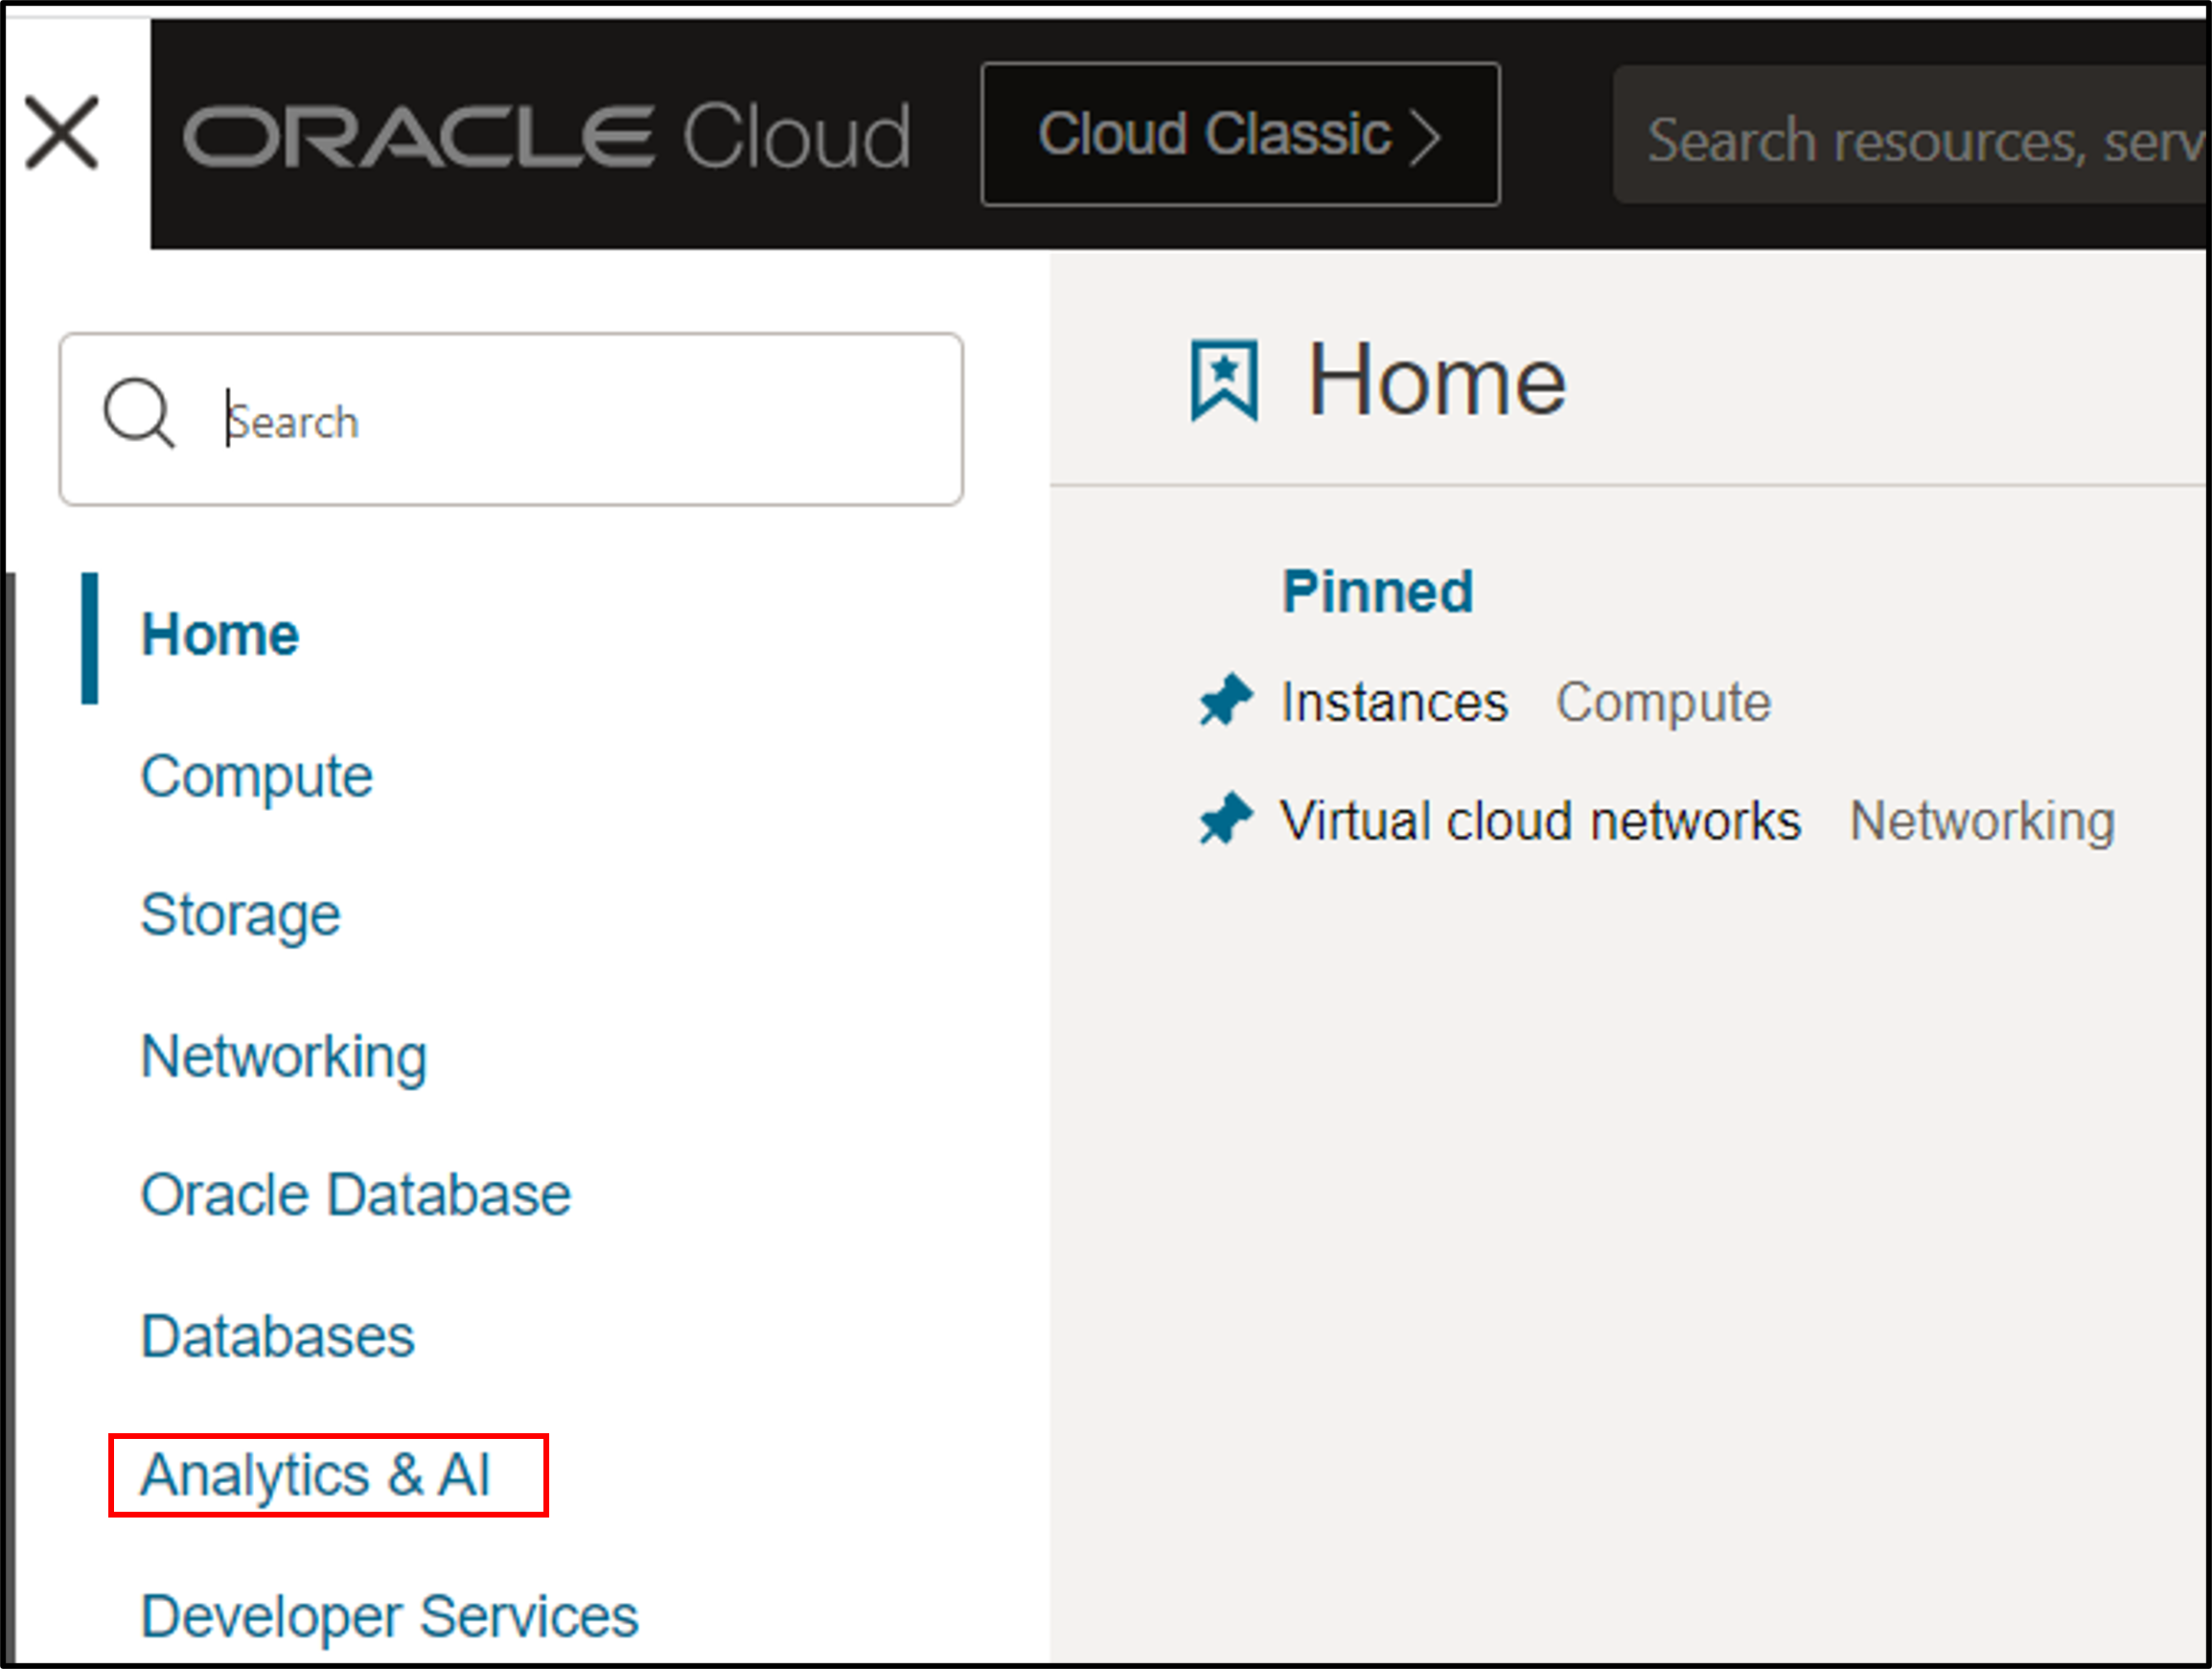 ORACLE Cloud
Cloud Classic
Search resources, serv
Search
Home
Compute
Storage
Networking
Oracle Database
Databases
Analytics & AI
Developer Services
Home
Pinned
Instances Compute
Virtual cloud networks Networking